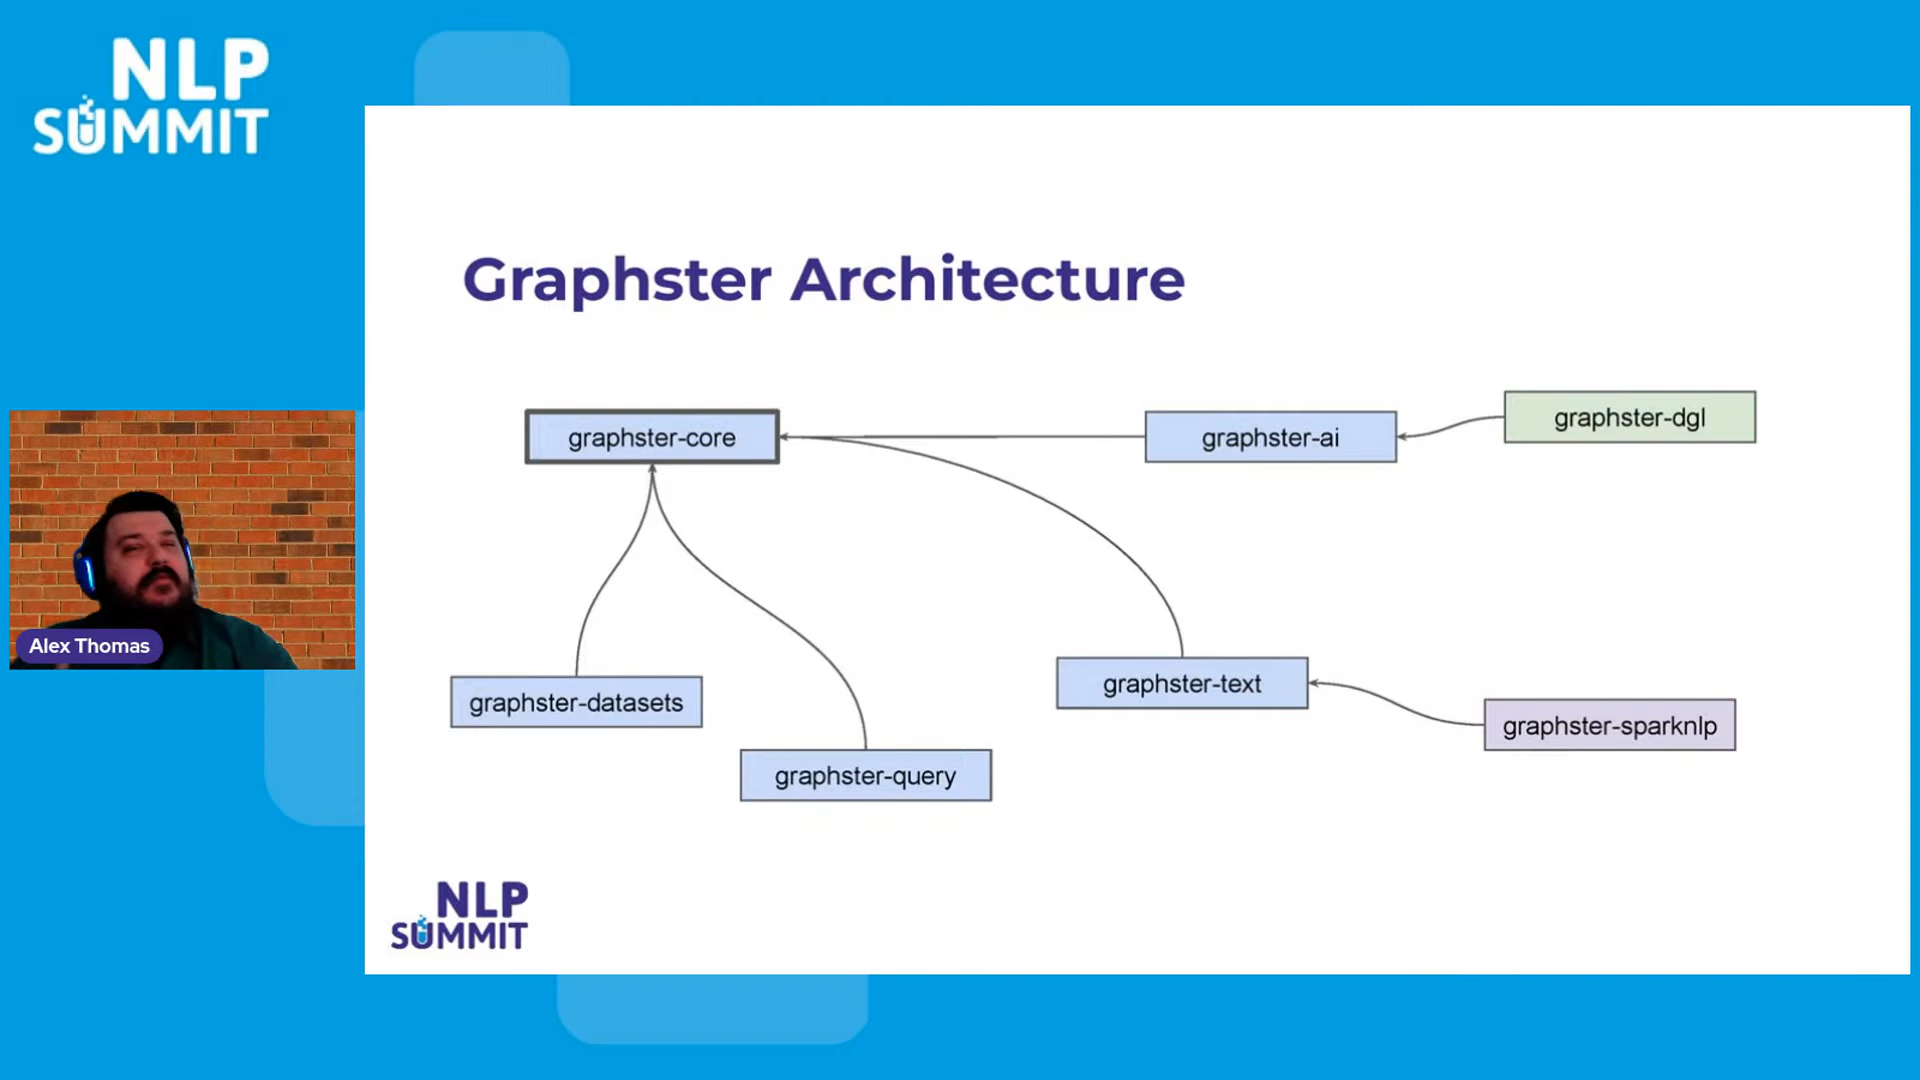 NLP
SUMMIT
Graphster Architecture
graphster-core
graphster-ai
graphster-dgl
graphster-datasets
graphster-query
graphster-text
graphster-sparknlp
Alex Thomas
NLP
SUMMIT